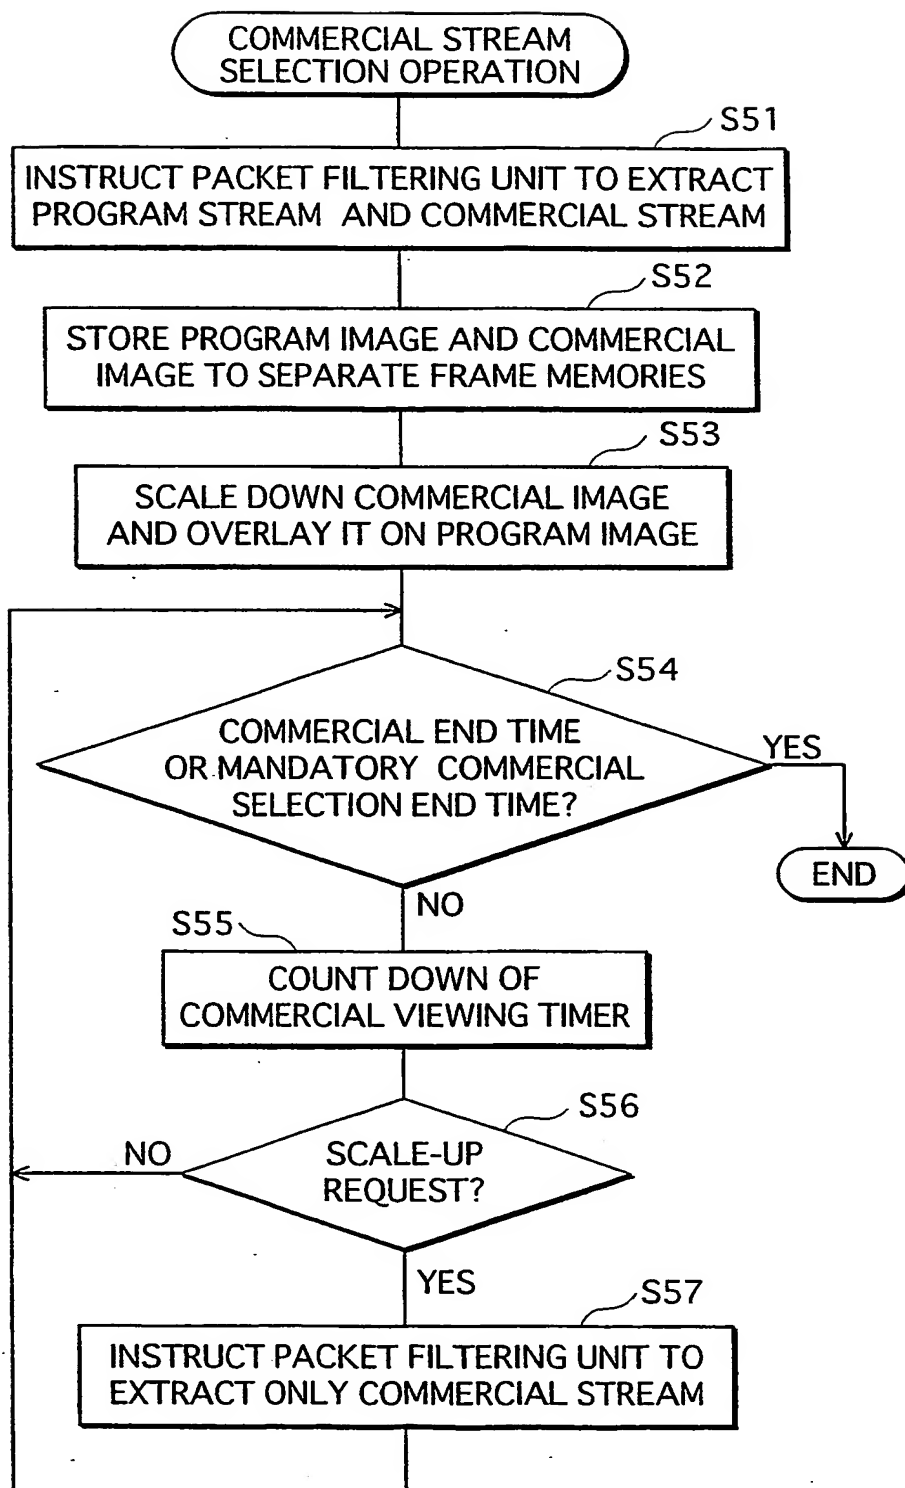 COMMERCIAL STREAM
SELECTION OPERATION
S51
INSTRUCT PACKET FILTERING UNIT TO EXTRACT
PROGRAM STREAM AND COMMERCIAL STREAM
S52
STORE PROGRAM IMAGE AND COMMERCIAL
IMAGE TO SEPARATE FRAME MEMORIES
S53
SCALE DOWN COMMERCIAL IMAGE
AND OVERLAY IT ON PROGRAM IMAGE
S54
COMMERCIAL END TIME
OR MANDATORY COMMERCIAL
SELECTION END TIME?
YES
END
NO
S55
COUNT DOWN OF
COMMERCIAL VIEWING TIMER
S56
NO
SCALE-UP
REQUEST?
YES
S57
INSTRUCT PACKET FILTERING UNIT TO
EXTRACT ONLY COMMERCIAL STREAM